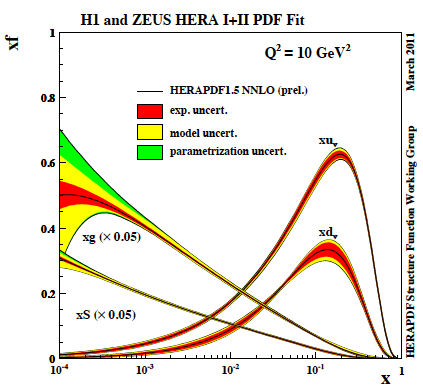 H1 and ZEUS HERA I+II PDF Fit
xf
Q² = 10 GeV²
HERAPDF1.5 NNLO (prel.)
exp. uncert.
model uncert.
parametrization uncert.
xuᵥ
xdᵥ
xg (× 0.05)
xS (× 0.05)
1
0.8
0.6
0.4
0.2
0
10⁻⁴
10⁻³
10⁻²
10⁻¹
1
x
March 2011
HERAPDF Structure Function Working Group